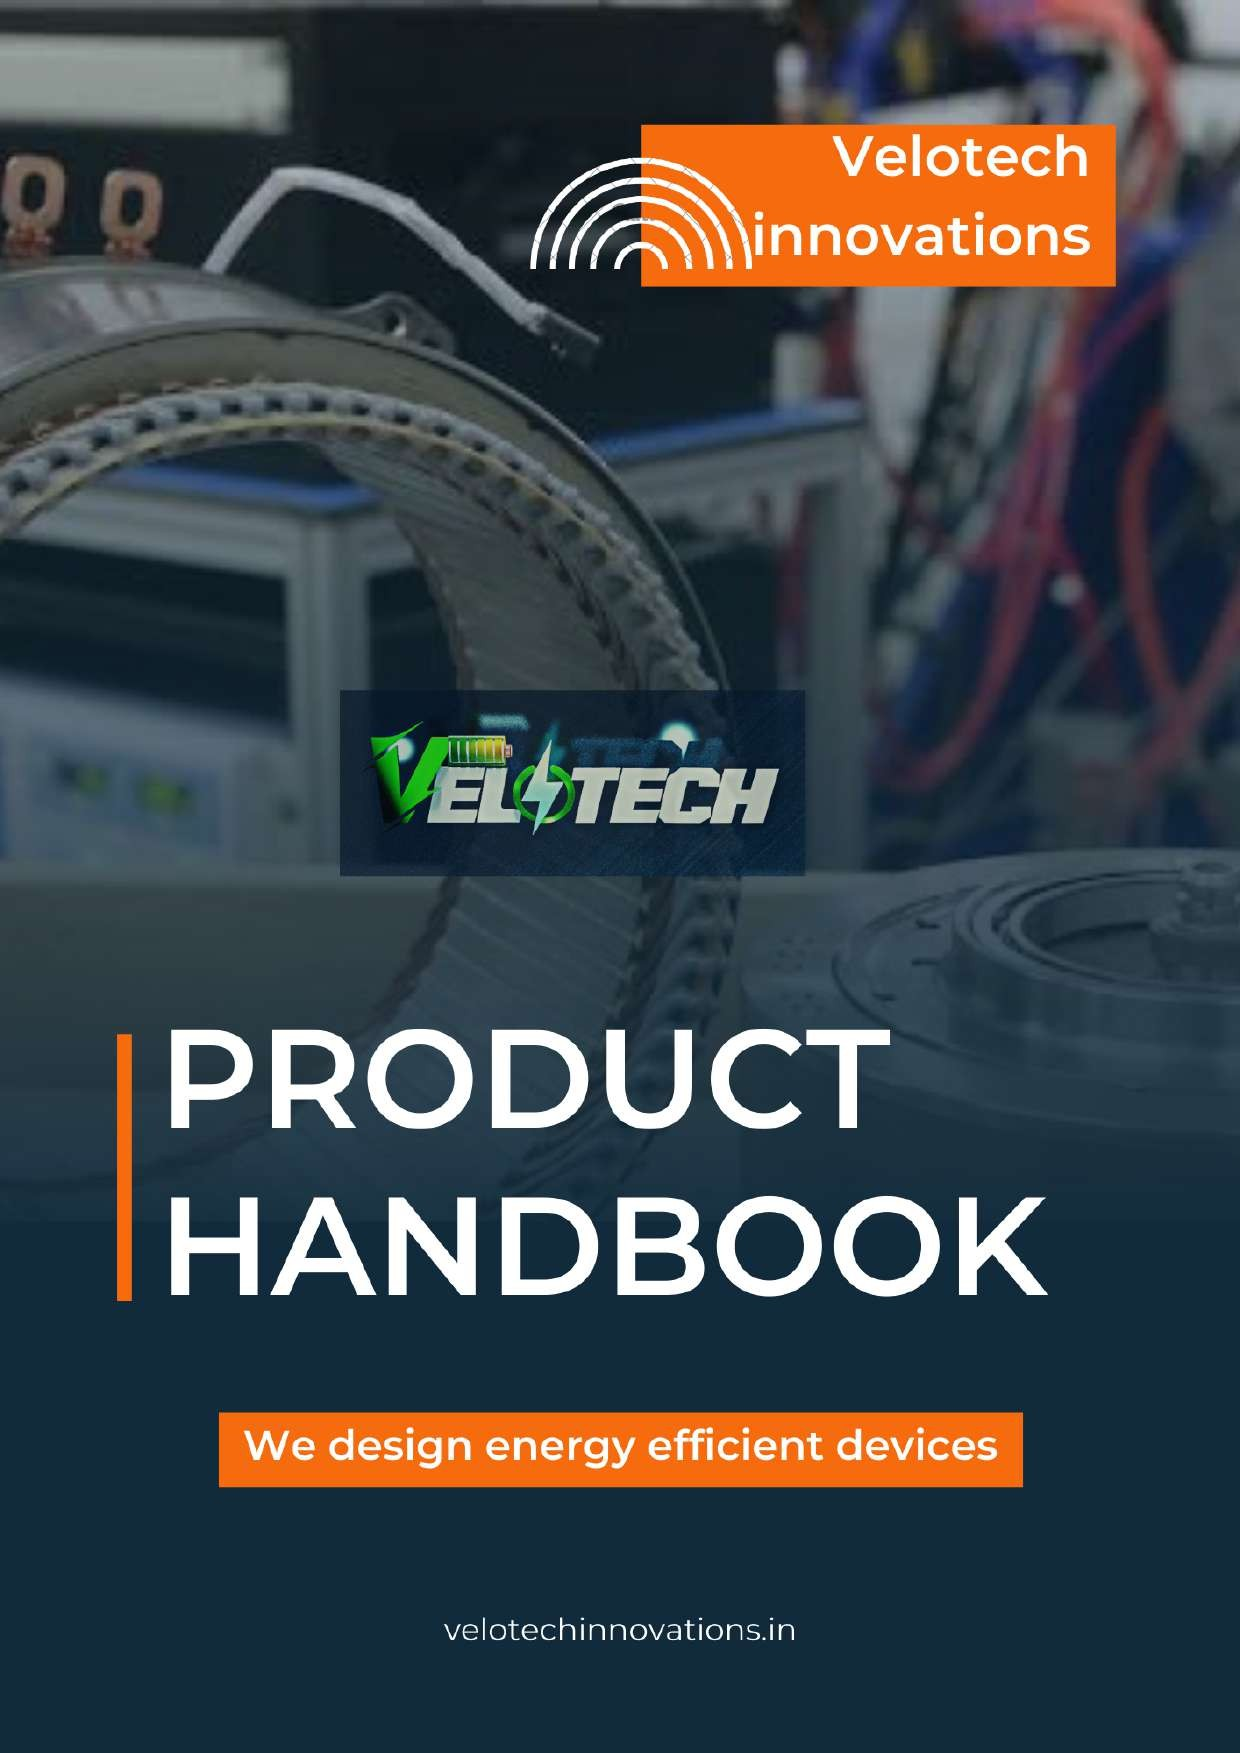 Velotech
innovations
VELOTECH
PRODUCT
HANDBOOK
We design energy efficient devices
velotechinnovations.in